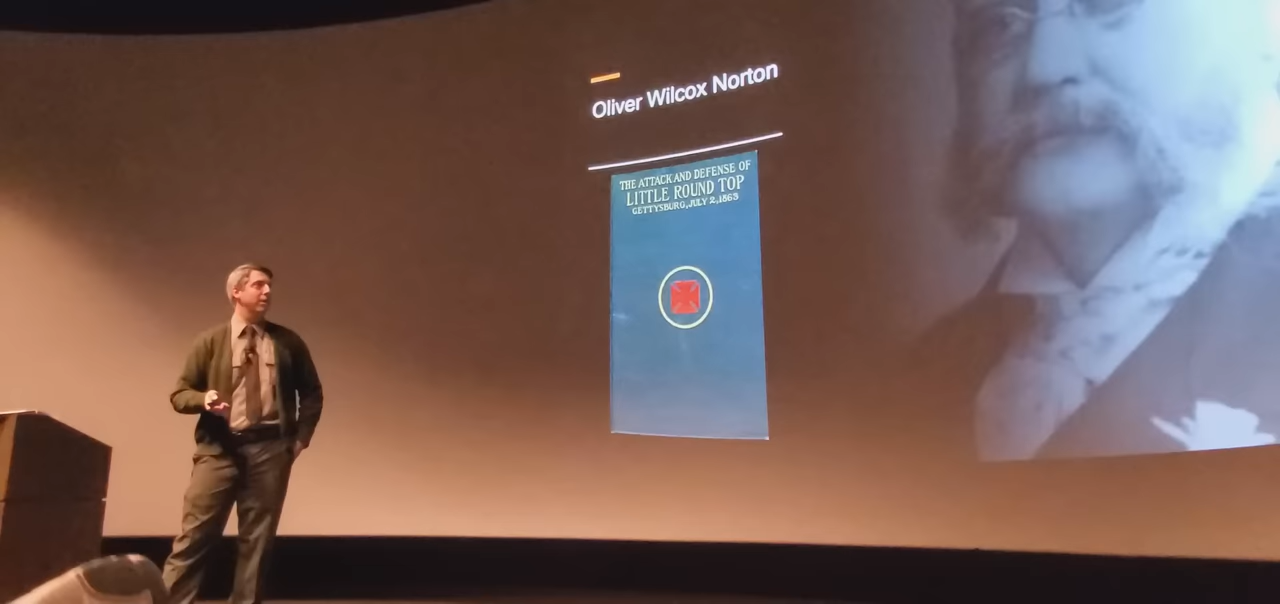 Oliver Wilcox Norton
THE ATTACK AND DEFENSE OF
LITTLE ROUND TOP
GETTYSBURG, JULY 2, 1863